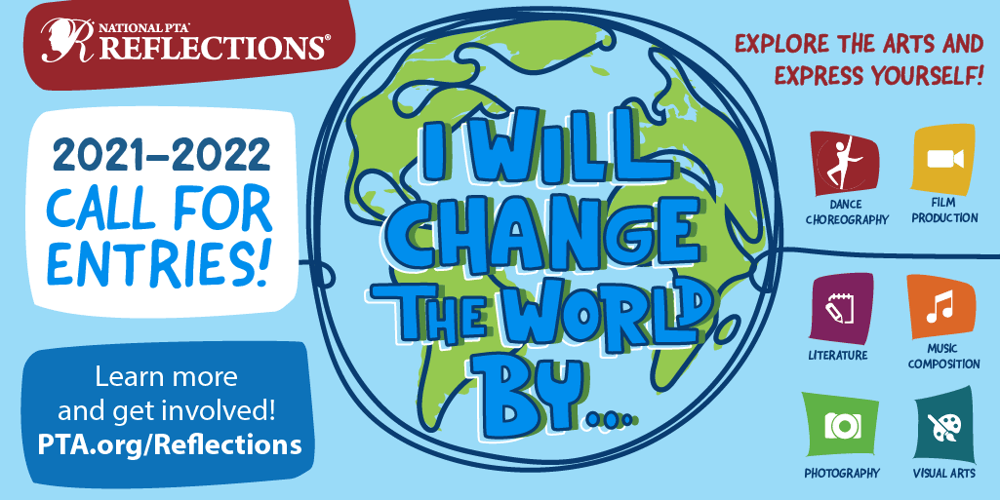 NATIONAL PTA®
REFLECTIONS®
2021–2022
CALL FOR
ENTRIES!
Learn more
and get involved!
PTA.org/Reflections
I WILL
CHANGE
THE WORLD
BY...
EXPLORE THE ARTS AND
EXPRESS YOURSELF!
DANCE
CHOREOGRAPHY
FILM
PRODUCTION
LITERATURE
MUSIC
COMPOSITION
PHOTOGRAPHY
VISUAL ARTS